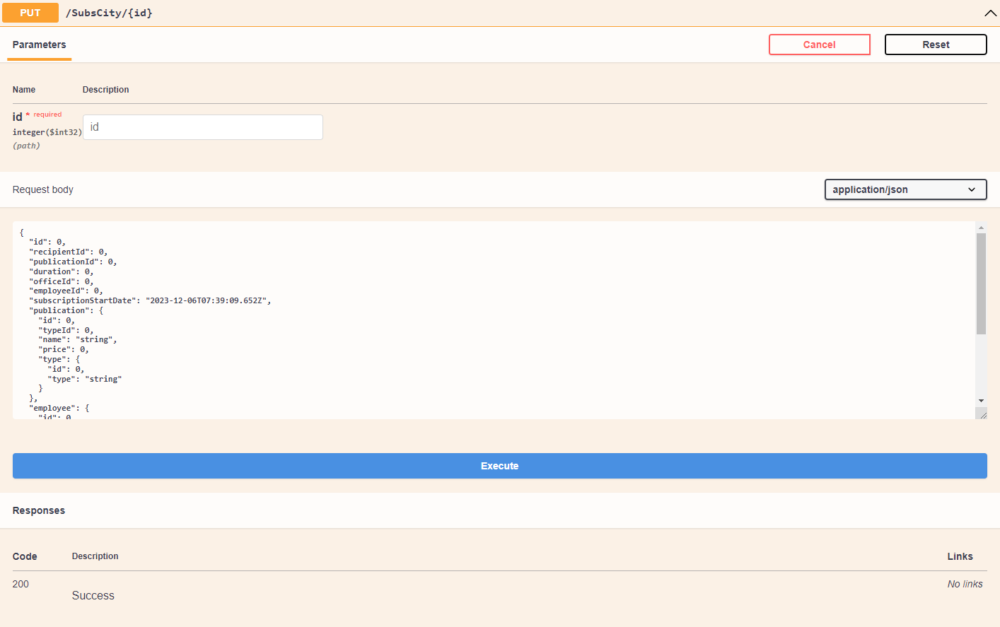 PUT /SubsCity/{id}
Parameters
Cancel
Reset
Name Description
id * required
integer($int32)
(path)
id
Request body
application/json
{
  "id": 0,
  "recipientId": 0,
  "publicationId": 0,
  "duration": 0,
  "officeId": 0,
  "employeeId": 0,
  "subscriptionStartDate": "2023-12-06T07:39:09.652Z",
  "publication": {
    "id": 0,
    "typeId": 0,
    "name": "string",
    "price": 0,
    "type": {
      "id": 0,
      "type": "string"
    }
  },
  "employee": {
    "id": 0
Execute
Responses
Code Description Links
200 Success No links